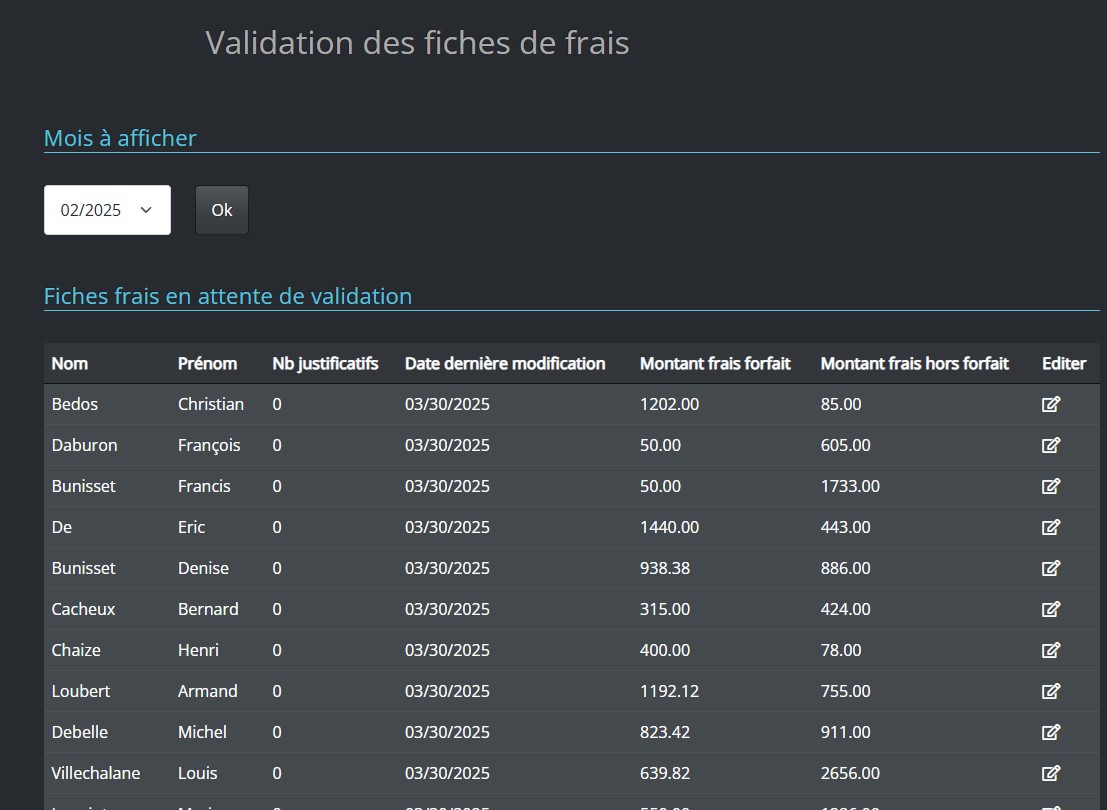 Validation des fiches de frais
Mois à afficher
02/2025 Ok
Fiches frais en attente de validation
Nom Prénom Nb justificatifs Date dernière modification Montant frais forfait Montant frais hors forfait Editer
Bedos Christian 0 03/30/2025 1202.00 85.00
Daburon François 0 03/30/2025 50.00 605.00
Bunisset Francis 0 03/30/2025 50.00 1733.00
De Eric 0 03/30/2025 1440.00 443.00
Bunisset Denise 0 03/30/2025 938.38 886.00
Cacheux Bernard 0 03/30/2025 315.00 424.00
Chaize Henri 0 03/30/2025 400.00 78.00
Loubert Armand 0 03/30/2025 1192.12 755.00
Debelle Michel 0 03/30/2025 823.42 911.00
Villechalane Louis 0 03/30/2025 639.82 2656.00